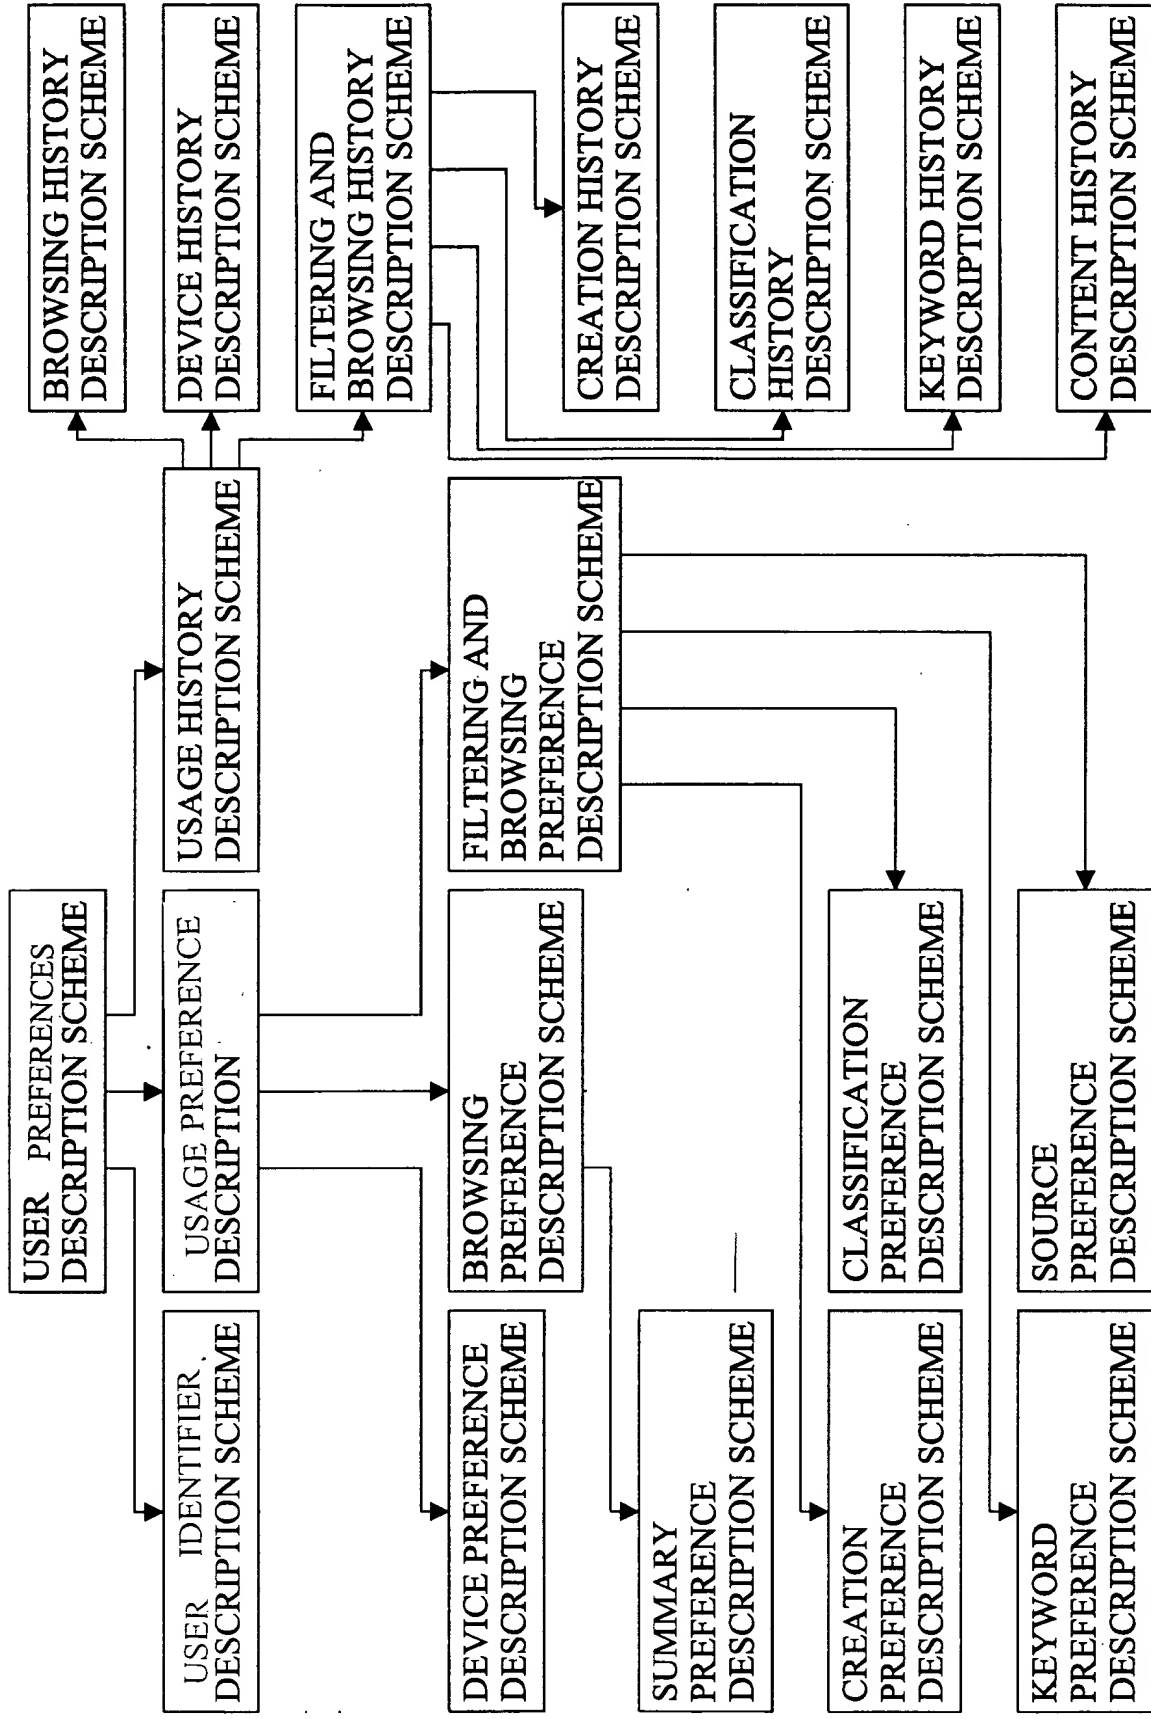 USER PREFERENCES
DESCRIPTION SCHEME
USER IDENTIFIER
DESCRIPTION SCHEME
USAGE PREFERENCE
DESCRIPTION
USAGE HISTORY
DESCRIPTION SCHEME
BROWSING HISTORY
DESCRIPTION SCHEME
DEVICE HISTORY
DESCRIPTION SCHEME
FILTERING AND
BROWSING HISTORY
DESCRIPTION SCHEME
DEVICE PREFERENCE
DESCRIPTION SCHEME
BROWSING
PREFERENCE
DESCRIPTION SCHEME
FILTERING AND
BROWSING
PREFERENCE
DESCRIPTION SCHEME
CREATION HISTORY
DESCRIPTION SCHEME
SUMMARY
PREFERENCE
DESCRIPTION SCHEME
CLASSIFICATION
HISTORY
DESCRIPTION SCHEME
CREATION
PREFERENCE
DESCRIPTION SCHEME
CLASSIFICATION
PREFERENCE
DESCRIPTION SCHEME
KEYWORD HISTORY
DESCRIPTION SCHEME
KEYWORD
PREFERENCE
DESCRIPTION SCHEME
SOURCE
PREFERENCE
DESCRIPTION SCHEME
CONTENT HISTORY
DESCRIPTION SCHEME